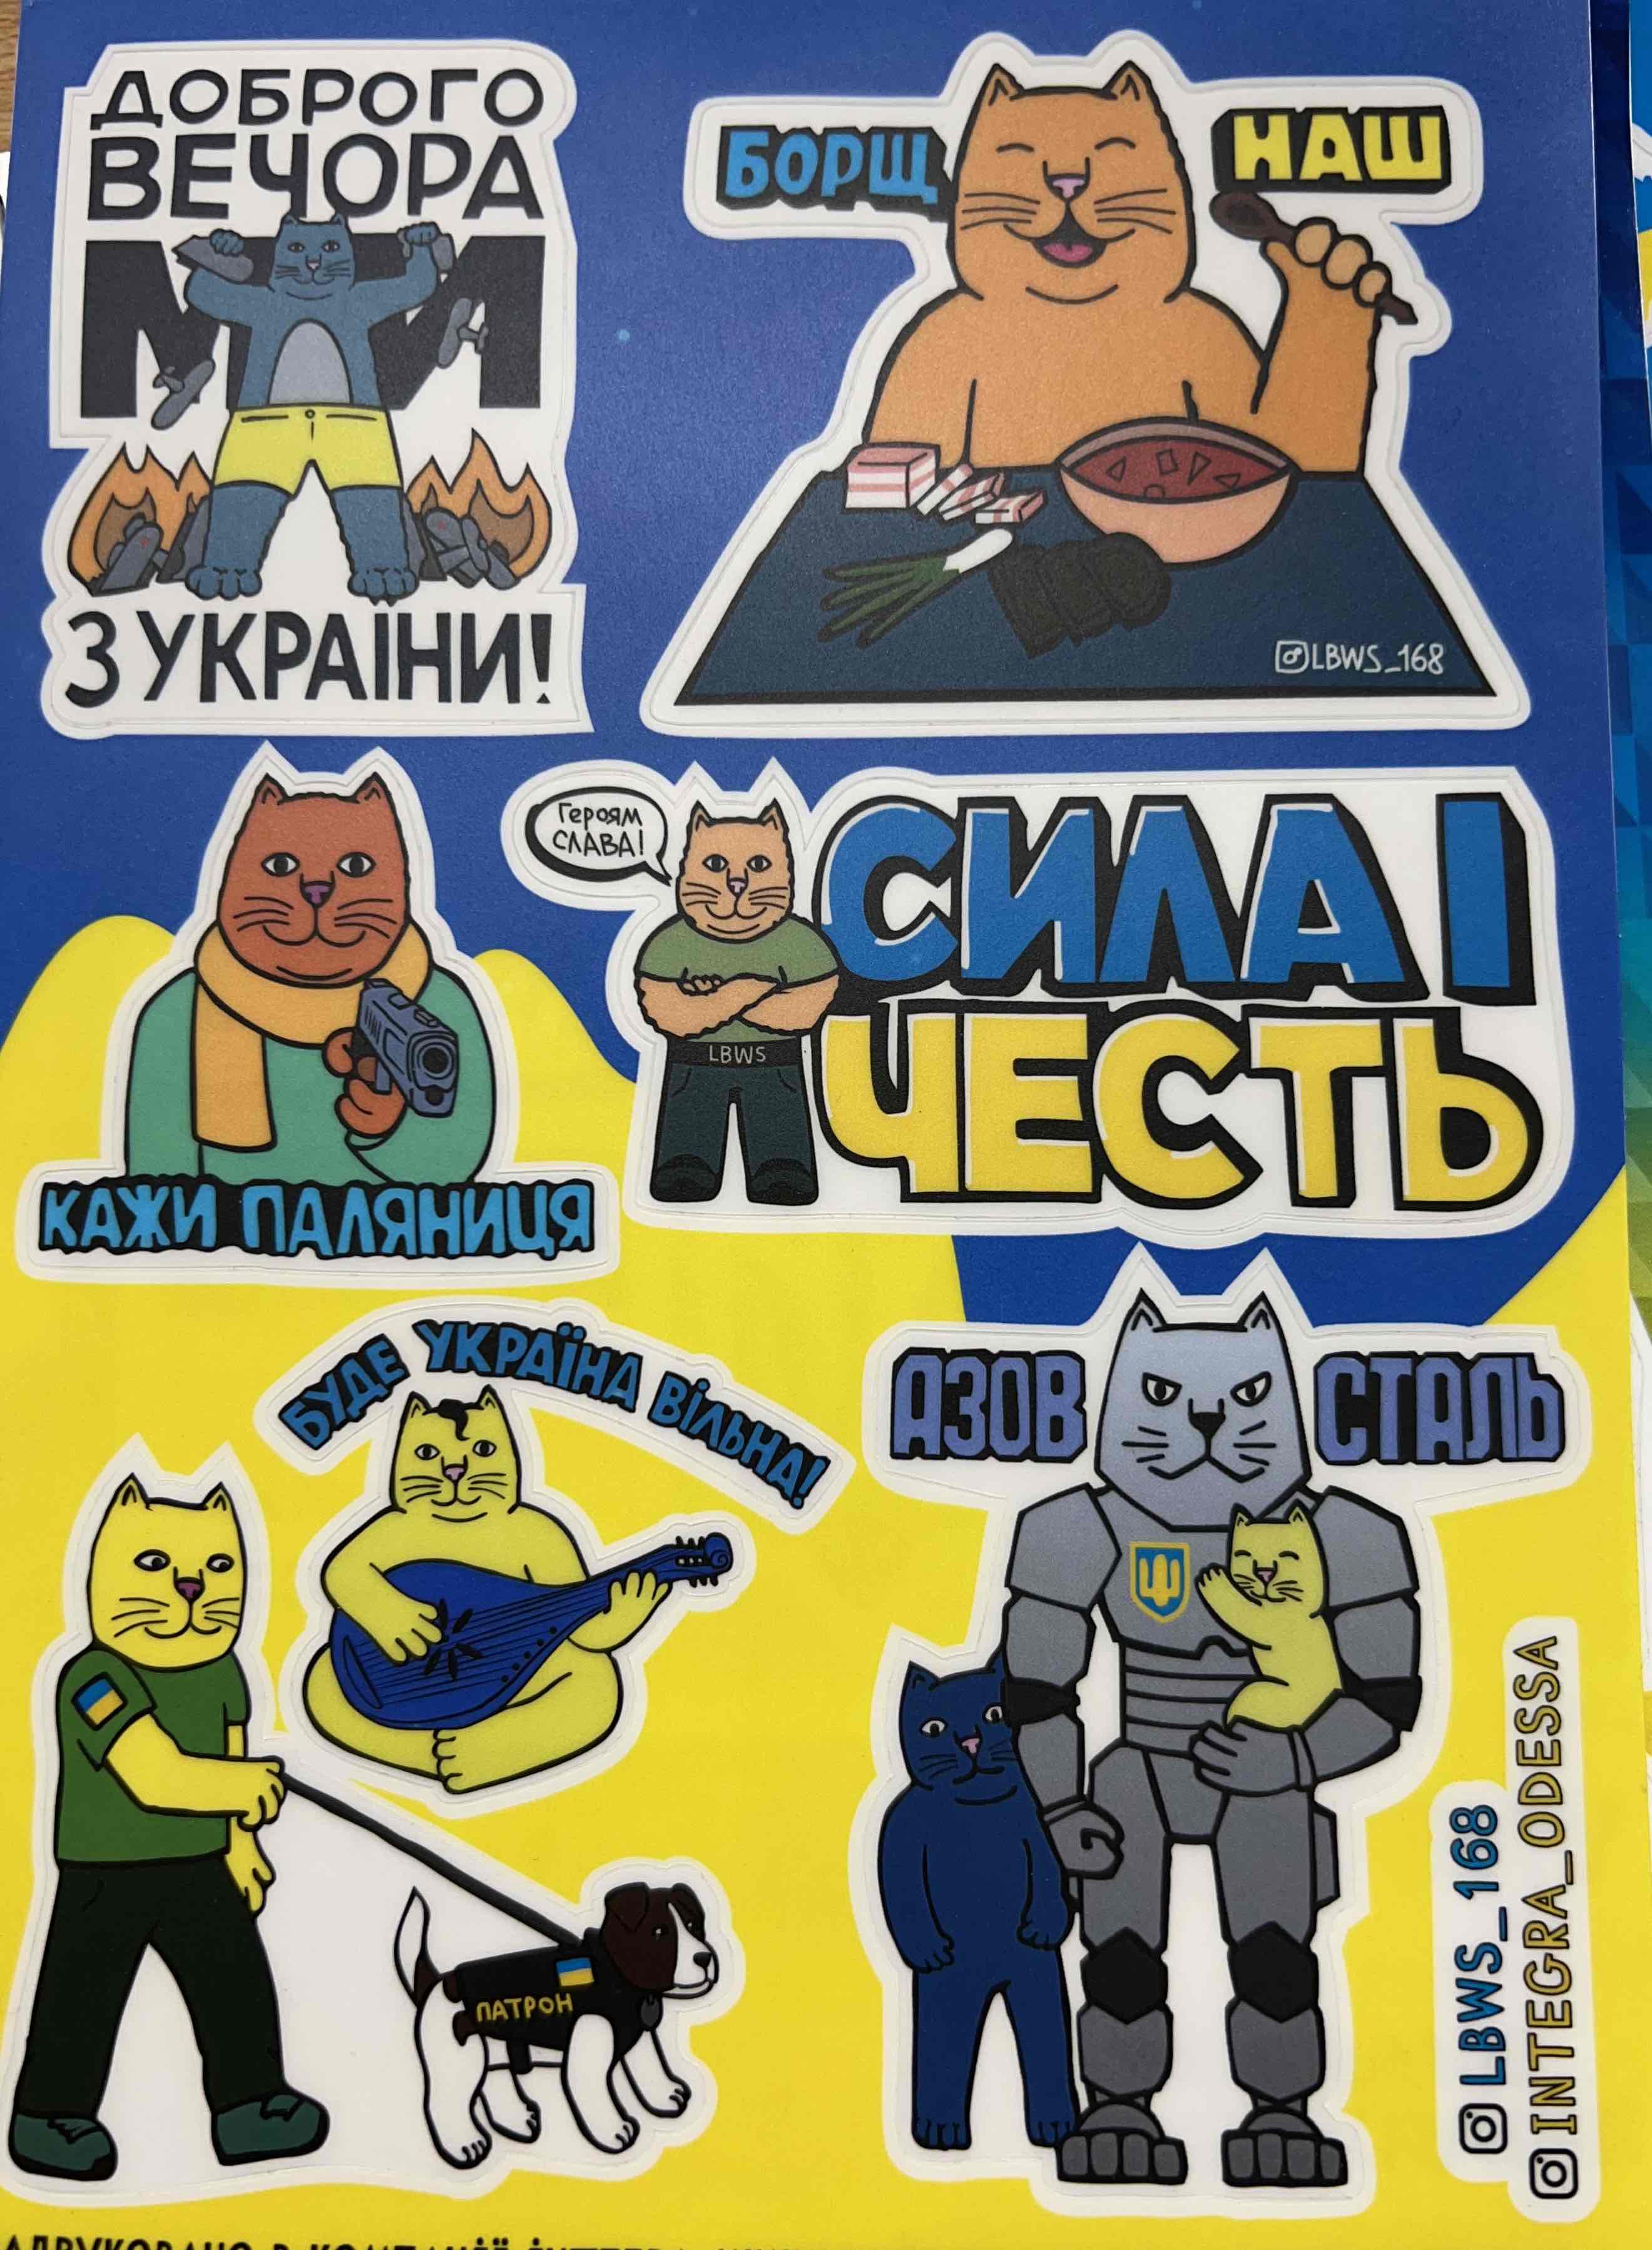 ДОБРОГО
ВЕЧОРА
МИ
З УКРАЇНИ!
БОРЩ НАШ
LBWS_168
Героям
СЛАВА!
СИЛА І
ЧЕСТЬ
LBWS
КАЖИ ПАЛЯНИЦЯ
БУДЕ УКРАЇНА ВІЛЬНА!
АЗОВ СТАЛЬ
ПАТРОН
LBWS_168
INTEGRA_ODESSA